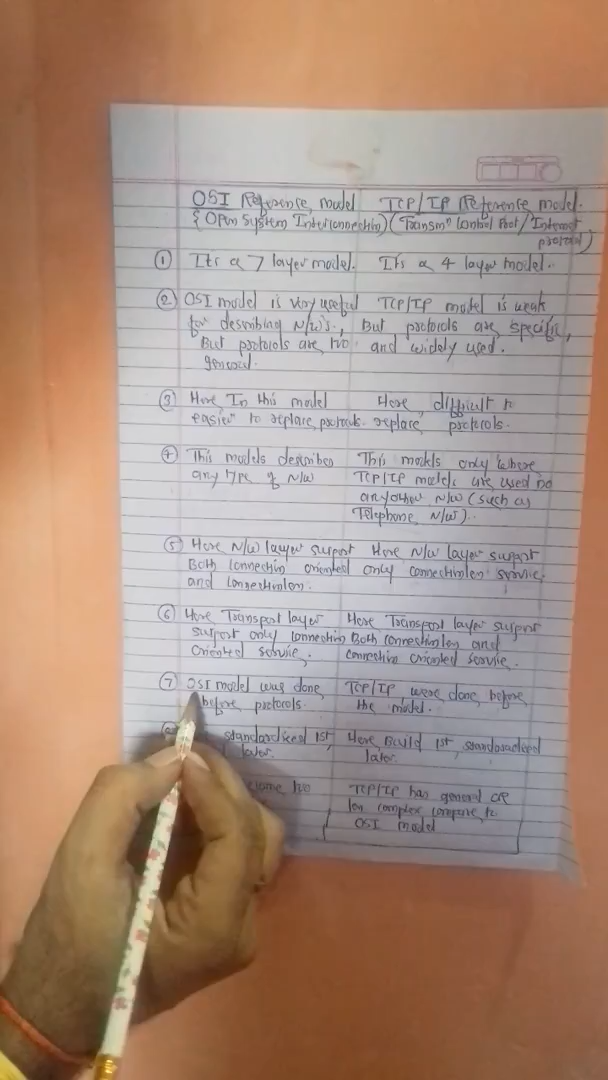 OSI Reference model TCP/IP Reference model.
{Open System Interconnection) (Transmn Control Prot/Internet
protocol)
① Its a 7 layer model. It's a 4 layer model.
② OSI model is very useful TCP/IP model is weak
for describing N/w's., But protocols are specific,
But protocols are and widely used.
general.
③ Here In this model Here, difficult to
easier to replace protocols. replace protocols.
④ This models describes This models only where
any Type of N/w TCP/IP models are used no
any other N/w (such as
Telephone, N/w).
⑤ Here N/w layer support Here N/w layer support
Both connection oriented only connectionless service.
and connectionless.
⑥ Here Transport layer Here Transport layer support
support only connection Both connectionless and
oriented service. connection oriented service.
⑦ OSI model was done, TCP/IP were done, before
before protocols. the model.
standardised 1st, Here Build 1st, standardised
later. later.
TCP/IP has general or
less complex compare to
OSI model